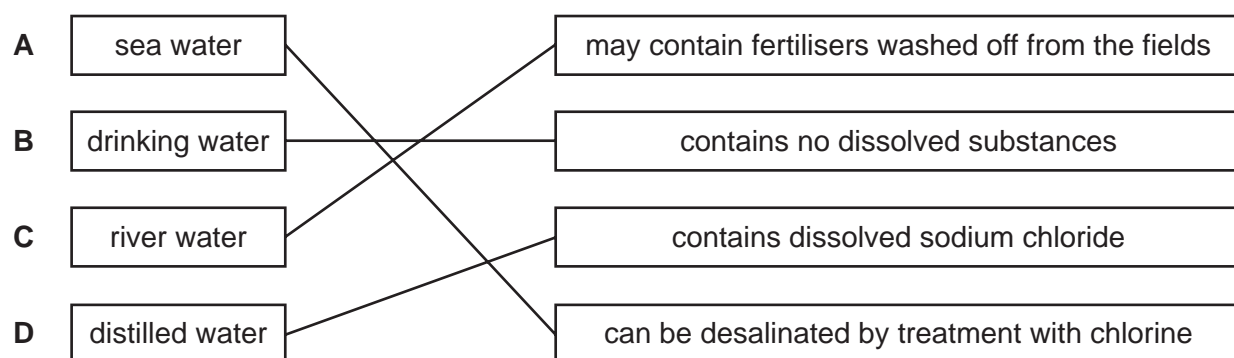 A sea water may contain fertilisers washed off from the fields
B drinking water contains no dissolved substances
C river water contains dissolved sodium chloride
D distilled water can be desalinated by treatment with chlorine